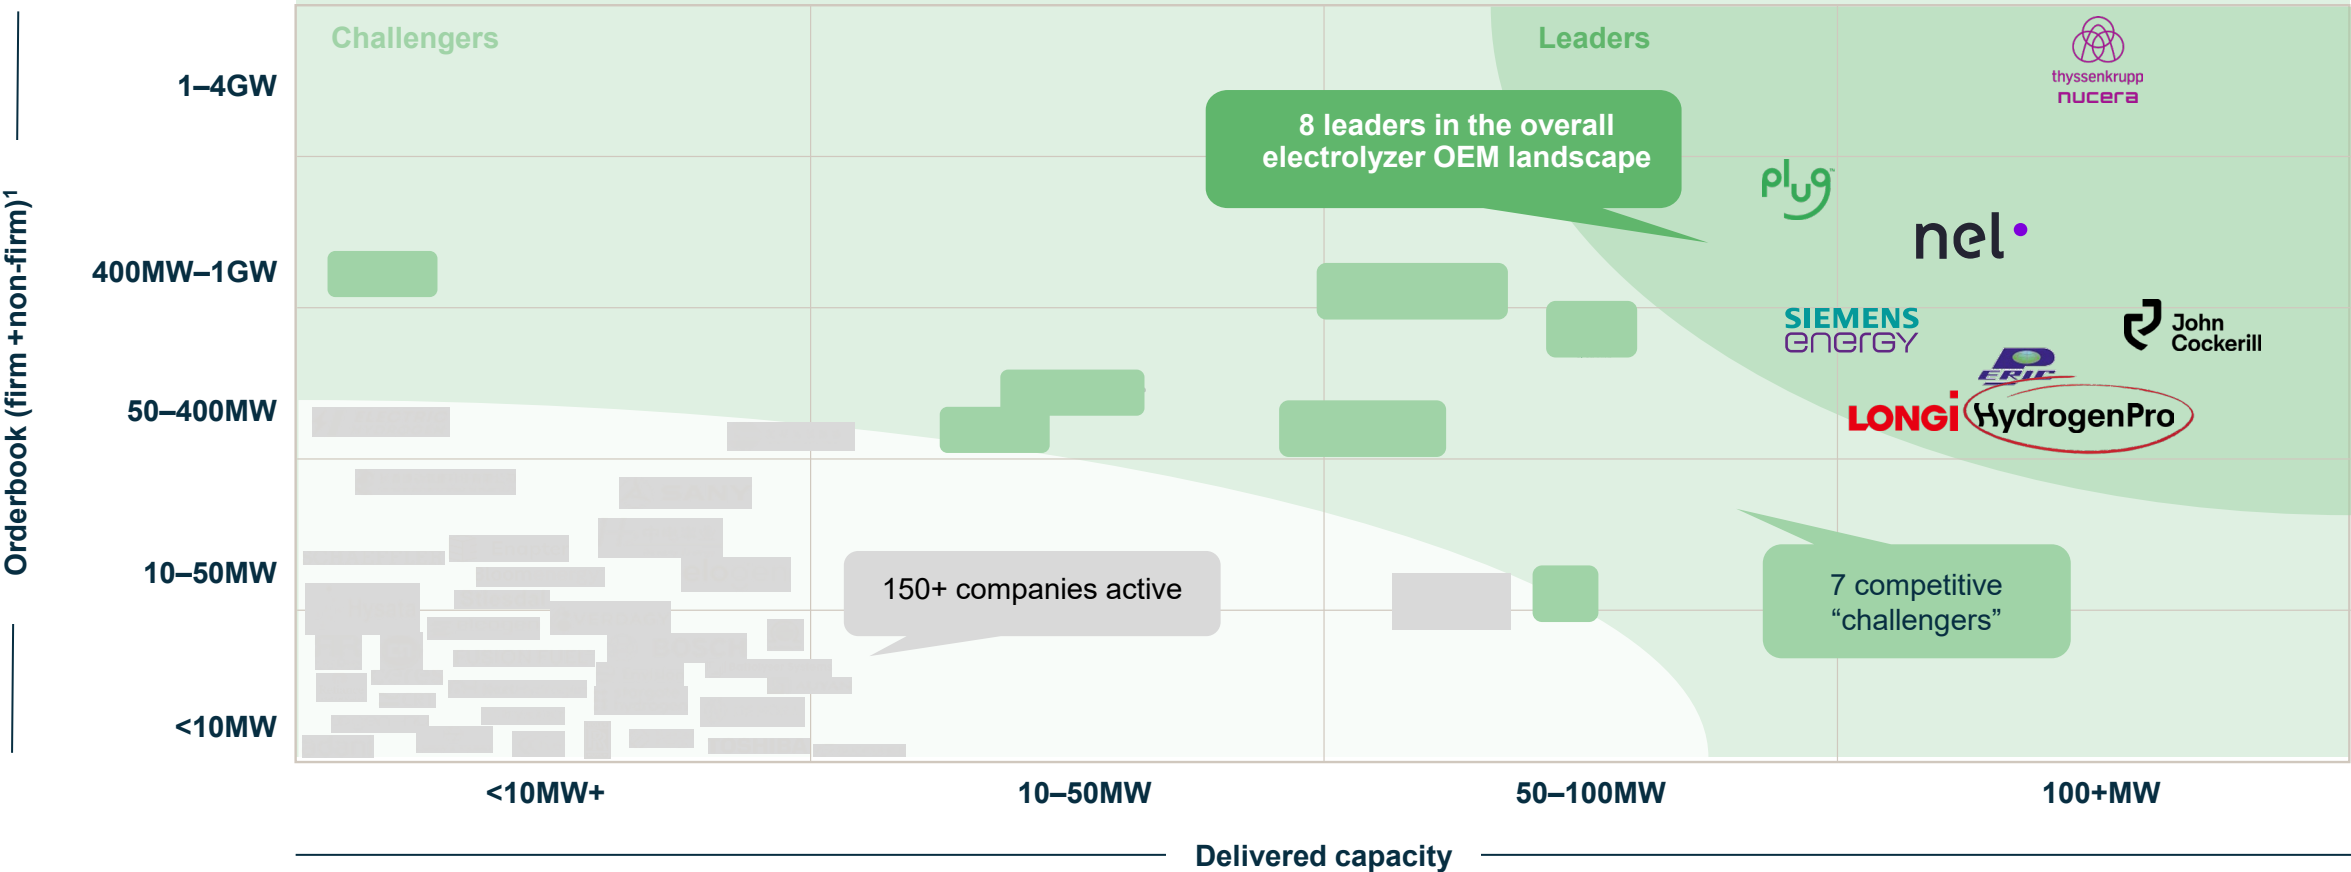 Challengers
Leaders
thyssenkrupp
nucera
1–4GW
8 leaders in the overall
electrolyzer OEM landscape
plug
nel
400MW–1GW
SIEMENS
energy
John
Cockerill
PERIC
50–400MW
LONGi
HydrogenPro
10–50MW
150+ companies active
7 competitive
“challengers”
<10MW
Orderbook (firm +non-firm)1
<10MW+
10–50MW
50–100MW
100+MW
Delivered capacity